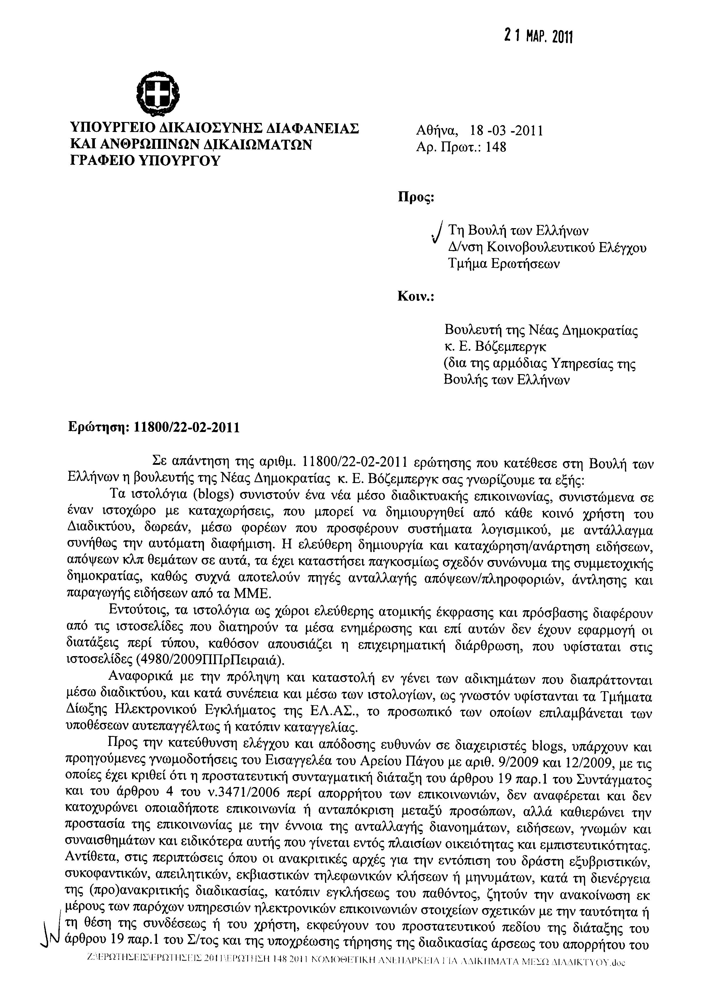 2 1 ΜΑΡ. 2011
ΥΠΟΥΡΓΕΙΟ ΔΙΚΑΙΟΣΥΝΗΣ ΔΙΑΦΑΝΕΙΑΣ
ΚΑΙ ΑΝΘΡΩΠΙΝΩΝ ΔΙΚΑΙΩΜΑΤΩΝ
ΓΡΑΦΕΙΟ ΥΠΟΥΡΓΟΥ
Αθήνα, 18 -03 -2011
Αρ. Πρωτ.: 148
Προς:
Τη Βουλή των Ελλήνων
Δ/νση Κοινοβουλευτικού Ελέγχου
Τμήμα Ερωτήσεων
Κοιν.:
Βουλευτή της Νέας Δημοκρατίας
κ. Ε. Βόζεμπεργκ
(δια της αρμόδιας Υπηρεσίας της
Βουλής των Ελλήνων
Ερώτηση: 11800/22-02-2011
Σε απάντηση της αριθμ. 11800/22-02-2011 ερώτησης που κατέθεσε στη Βουλή των
Ελλήνων η βουλευτής της Νέας Δημοκρατίας κ. Ε. Βόζεμπεργκ σας γνωρίζουμε τα εξής:
Τα ιστολόγια (blogs) συνιστούν ένα νέα μέσο διαδικτυακής επικοινωνίας, συνιστώμενα σε
έναν ιστοχώρο με καταχωρήσεις, που μπορεί να δημιουργηθεί από κάθε κοινό χρήστη του
Διαδικτύου, δωρεάν, μέσω φορέων που προσφέρουν συστήματα λογισμικού, με αντάλλαγμα
συνήθως την αυτόματη διαφήμιση. Η ελεύθερη δημιουργία και καταχώρηση/ανάρτηση ειδήσεων,
απόψεων κλπ θεμάτων σε αυτά, τα έχει καταστήσει παγκοσμίως σχεδόν συνώνυμα της συμμετοχικής
δημοκρατίας, καθώς συχνά αποτελούν πηγές ανταλλαγής απόψεων/πληροφοριών, άντλησης και
παραγωγής ειδήσεων από τα ΜΜΕ.
Εντούτοις, τα ιστολόγια ως χώροι ελεύθερης ατομικής έκφρασης και πρόσβασης διαφέρουν
από τις ιστοσελίδες που διατηρούν τα μέσα ενημέρωσης και επί αυτών δεν έχουν εφαρμογή οι
διατάξεις περί τύπου, καθόσον απουσιάζει η επιχειρηματική διάρθρωση, που υφίσταται στις
ιστοσελίδες (4980/2009ΠΠρΠειραιά).
Αναφορικά με την πρόληψη και καταστολή εν γένει των αδικημάτων που διαπράττονται
μέσω διαδικτύου, και κατά συνέπεια και μέσω των ιστολογίων, ως γνωστόν υφίστανται τα Τμήματα
Δίωξης Ηλεκτρονικού Εγκλήματος της ΕΛ.ΑΣ., το προσωπικό των οποίων επιλαμβάνεται των
υποθέσεων αυτεπαγγέλτως ή κατόπιν καταγγελίας.
Προς την κατεύθυνση ελέγχου και απόδοσης ευθυνών σε διαχειριστές blogs, υπάρχουν και
προηγούμενες γνωμοδοτήσεις του Εισαγγελέα του Αρείου Πάγου με αριθ. 9/2009 και 12/2009, με τις
οποίες έχει κριθεί ότι η προστατευτική συνταγματική διάταξη του άρθρου 19 παρ.1 του Συντάγματος
και του άρθρου 4 του ν.3471/2006 περί απορρήτου των επικοινωνιών, δεν αναφέρεται και δεν
κατοχυρώνει οποιαδήποτε επικοινωνία ή ανταπόκριση μεταξύ προσώπων, αλλά καθιερώνει την
προστασία της επικοινωνίας με την έννοια της ανταλλαγής διανοημάτων, ειδήσεων, γνωμών και
συναισθημάτων και ειδικότερα αυτής που γίνεται εντός πλαισίων οικειότητας και εμπιστευτικότητας.
Αντίθετα, στις περιπτώσεις όπου οι ανακριτικές αρχές για την εντόπιση του δράστη εξυβριστικών,
συκοφαντικών, απειλητικών, εκβιαστικών τηλεφωνικών κλήσεων ή μηνυμάτων, κατά τη διενέργεια
της (προ)ανακριτικής διαδικασίας, κατόπιν εγκλήσεως του παθόντος, ζητούν την ανακοίνωση εκ
μέρους των παρόχων υπηρεσιών ηλεκτρονικών επικοινωνιών στοιχείων σχετικών με την ταυτότητα ή
τη θέση της συνδέσεως ή του χρήστη, εκφεύγουν του προστατευτικού πεδίου της διάταξης του
άρθρου 19 παρ.1 του Σ/τος και της υποχρέωσης τήρησης της διαδικασίας άρσεως του απορρήτου του
Ζ:\ΕΡΩΤΗΣΕΙΣ\ΕΡΩΤΗΣΕΙΣ 2011\ΕΡΩΤΗΣΗ 148 2011 ΝΟΜΟΘΕΤΙΚΗ ΑΝΕΠΑΡΚΕΙΑ ΓΙΑ ΑΔΙΚΗΜΑΤΑ ΜΕΣΩ ΔΙΑΔΙΚΤΥΟΥ.doc